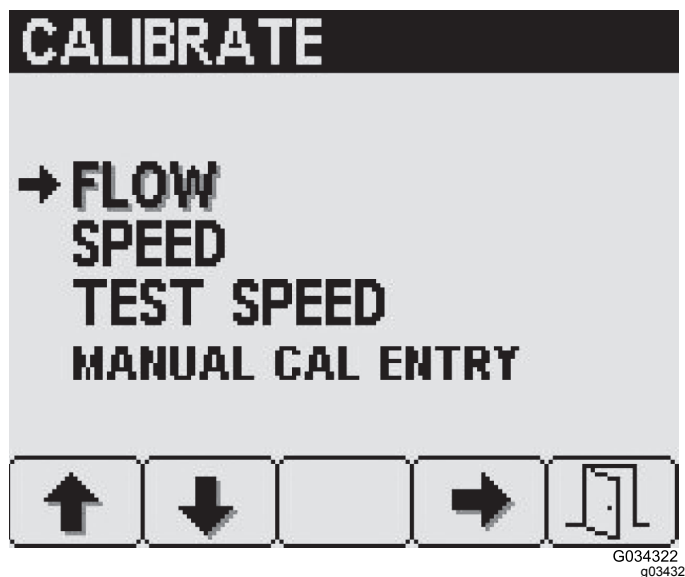 CALIBRATE
FLOW
SPEED
TEST SPEED
MANUAL CAL ENTRY
G034322
g03432